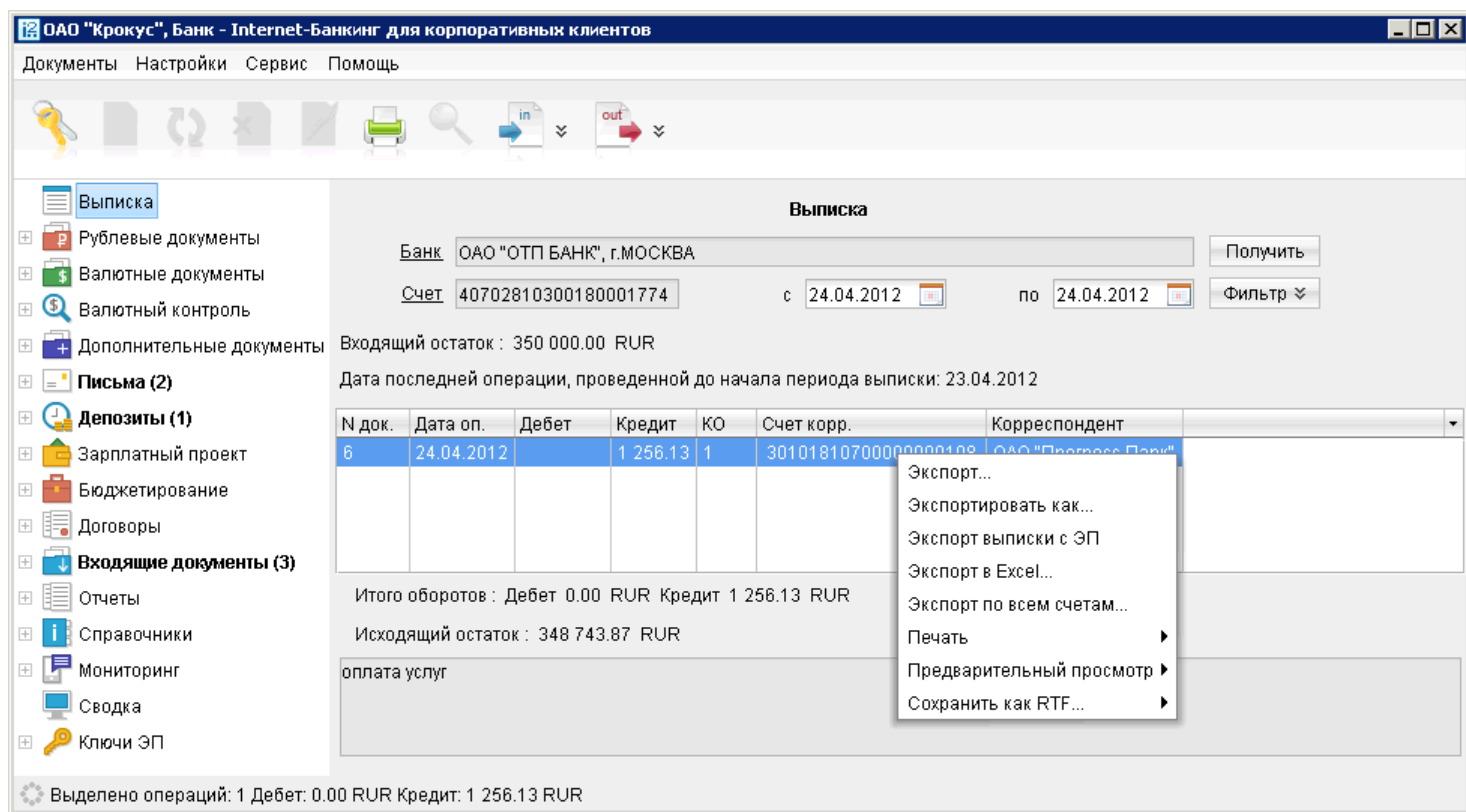 ОАО "Крокус", Банк - Internet-Банкинг для корпоративных клиентов
Документы Настройки Сервис Помощь
in out
Выписка
Рублевые документы
Валютные документы
Валютный контроль
Дополнительные документы
Письма (2)
Депозиты (1)
Зарплатный проект
Бюджетирование
Договоры
Входящие документы (3)
Отчеты
Справочники
Мониторинг
Сводка
Ключи ЭП
Выписка
Банк ОАО "ОТП БАНК", г.МОСКВА Получить
Счет 40702810300180001774 с 24.04.2012 по 24.04.2012 Фильтр
Входящий остаток : 350 000.00 RUR
Дата последней операции, проведенной до начала периода выписки: 23.04.2012
N док. Дата оп. Дебет Кредит КО Счет корр. Корреспондент
6 24.04.2012 1 256.13 1 30101810700000000108 ОАО
Экспорт...
Экспортировать как...
Экспорт выписки с ЭП
Экспорт в Excel...
Экспорт по всем счетам...
Печать
Предварительный просмотр
Сохранить как RTF...
Итого оборотов : Дебет 0.00 RUR Кредит 1 256.13 RUR
Исходящий остаток : 348 743.87 RUR
оплата услуг
Выделено операций: 1 Дебет: 0.00 RUR Кредит: 1 256.13 RUR